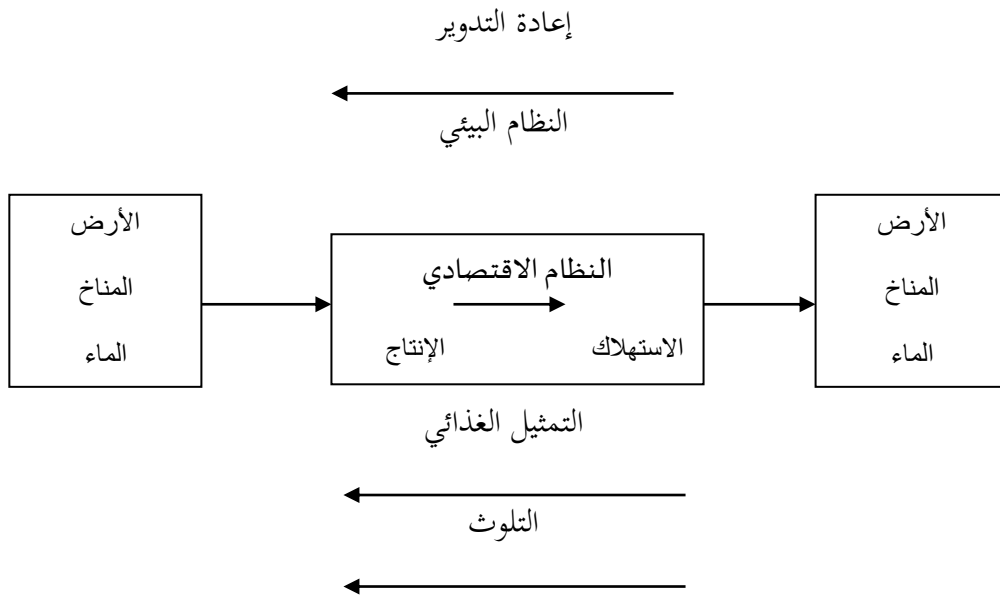 إعادة التدوير
النظام البيئي
الأرض
المناخ
الماء
النظام الاقتصادي
الاستهلاك
الإنتاج
الأرض
المناخ
الماء
التمثيل الغذائي
التلوث